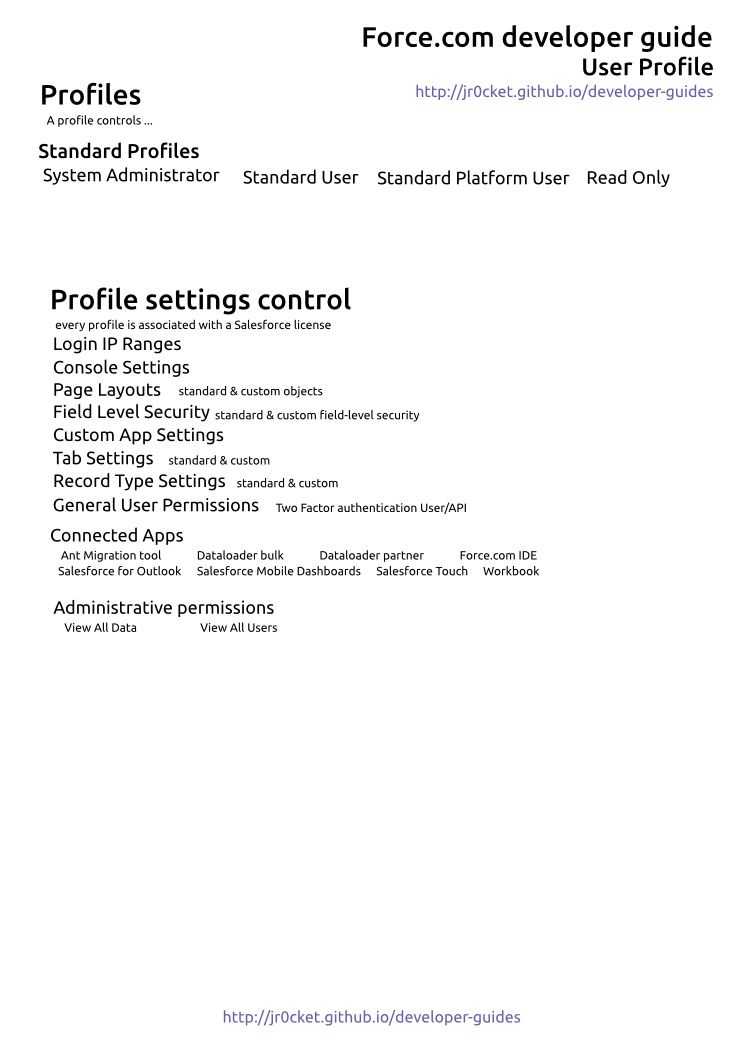 Force.com developer guide
User Profile
http://jr0cket.github.io/developer-guides
Profiles
A profile controls ...
Standard Profiles
System Administrator Standard User Standard Platform User Read Only
Profile settings control
every profile is associated with a Salesforce license
Login IP Ranges
Console Settings
Page Layouts standard & custom objects
Field Level Security standard & custom field-level security
Custom App Settings
Tab Settings standard & custom
Record Type Settings standard & custom
General User Permissions Two Factor authentication User/API
Connected Apps
Ant Migration tool Dataloader bulk Dataloader partner Force.com IDE
Salesforce for Outlook Salesforce Mobile Dashboards Salesforce Touch Workbook
Administrative permissions
View All Data View All Users
http://jr0cket.github.io/developer-guides